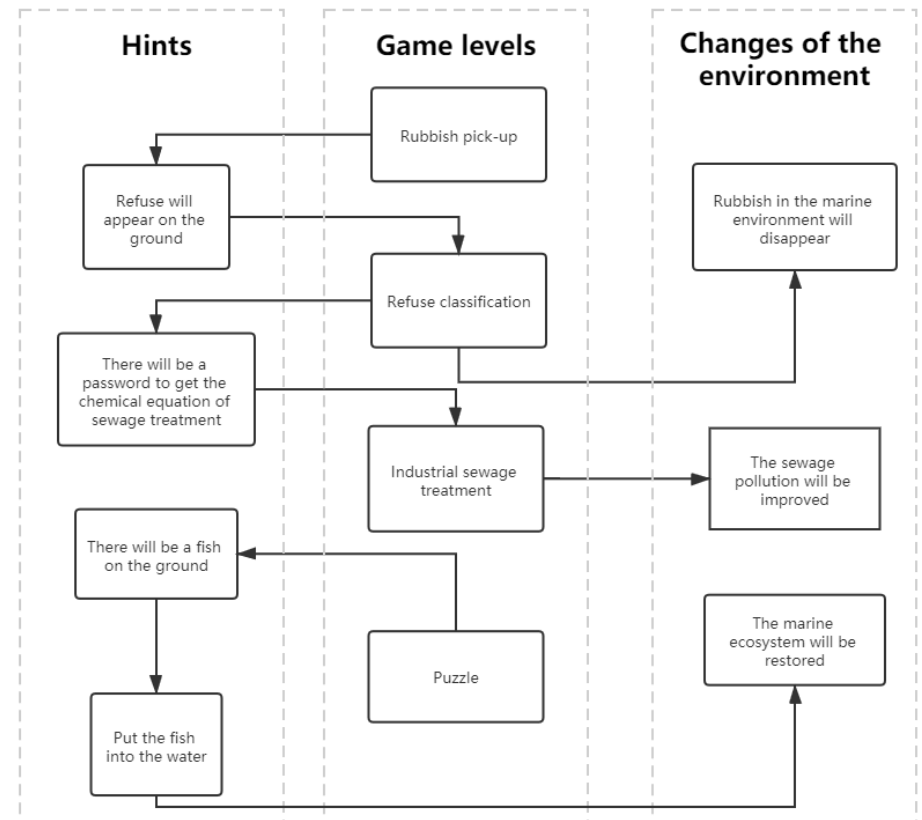 Hints
Game levels
Changes of the
environment
Rubbish pick-up
Refuse will
appear on the
ground
Rubbish in the marine
environment will
disappear
Refuse classification
There will be a
password to get the
chemical equation of
sewage treatment
Industrial sewage
treatment
The sewage
pollution will be
improved
There will be a fish
on the ground
The marine
ecosystem will be
restored
Puzzle
Put the fish
into the water